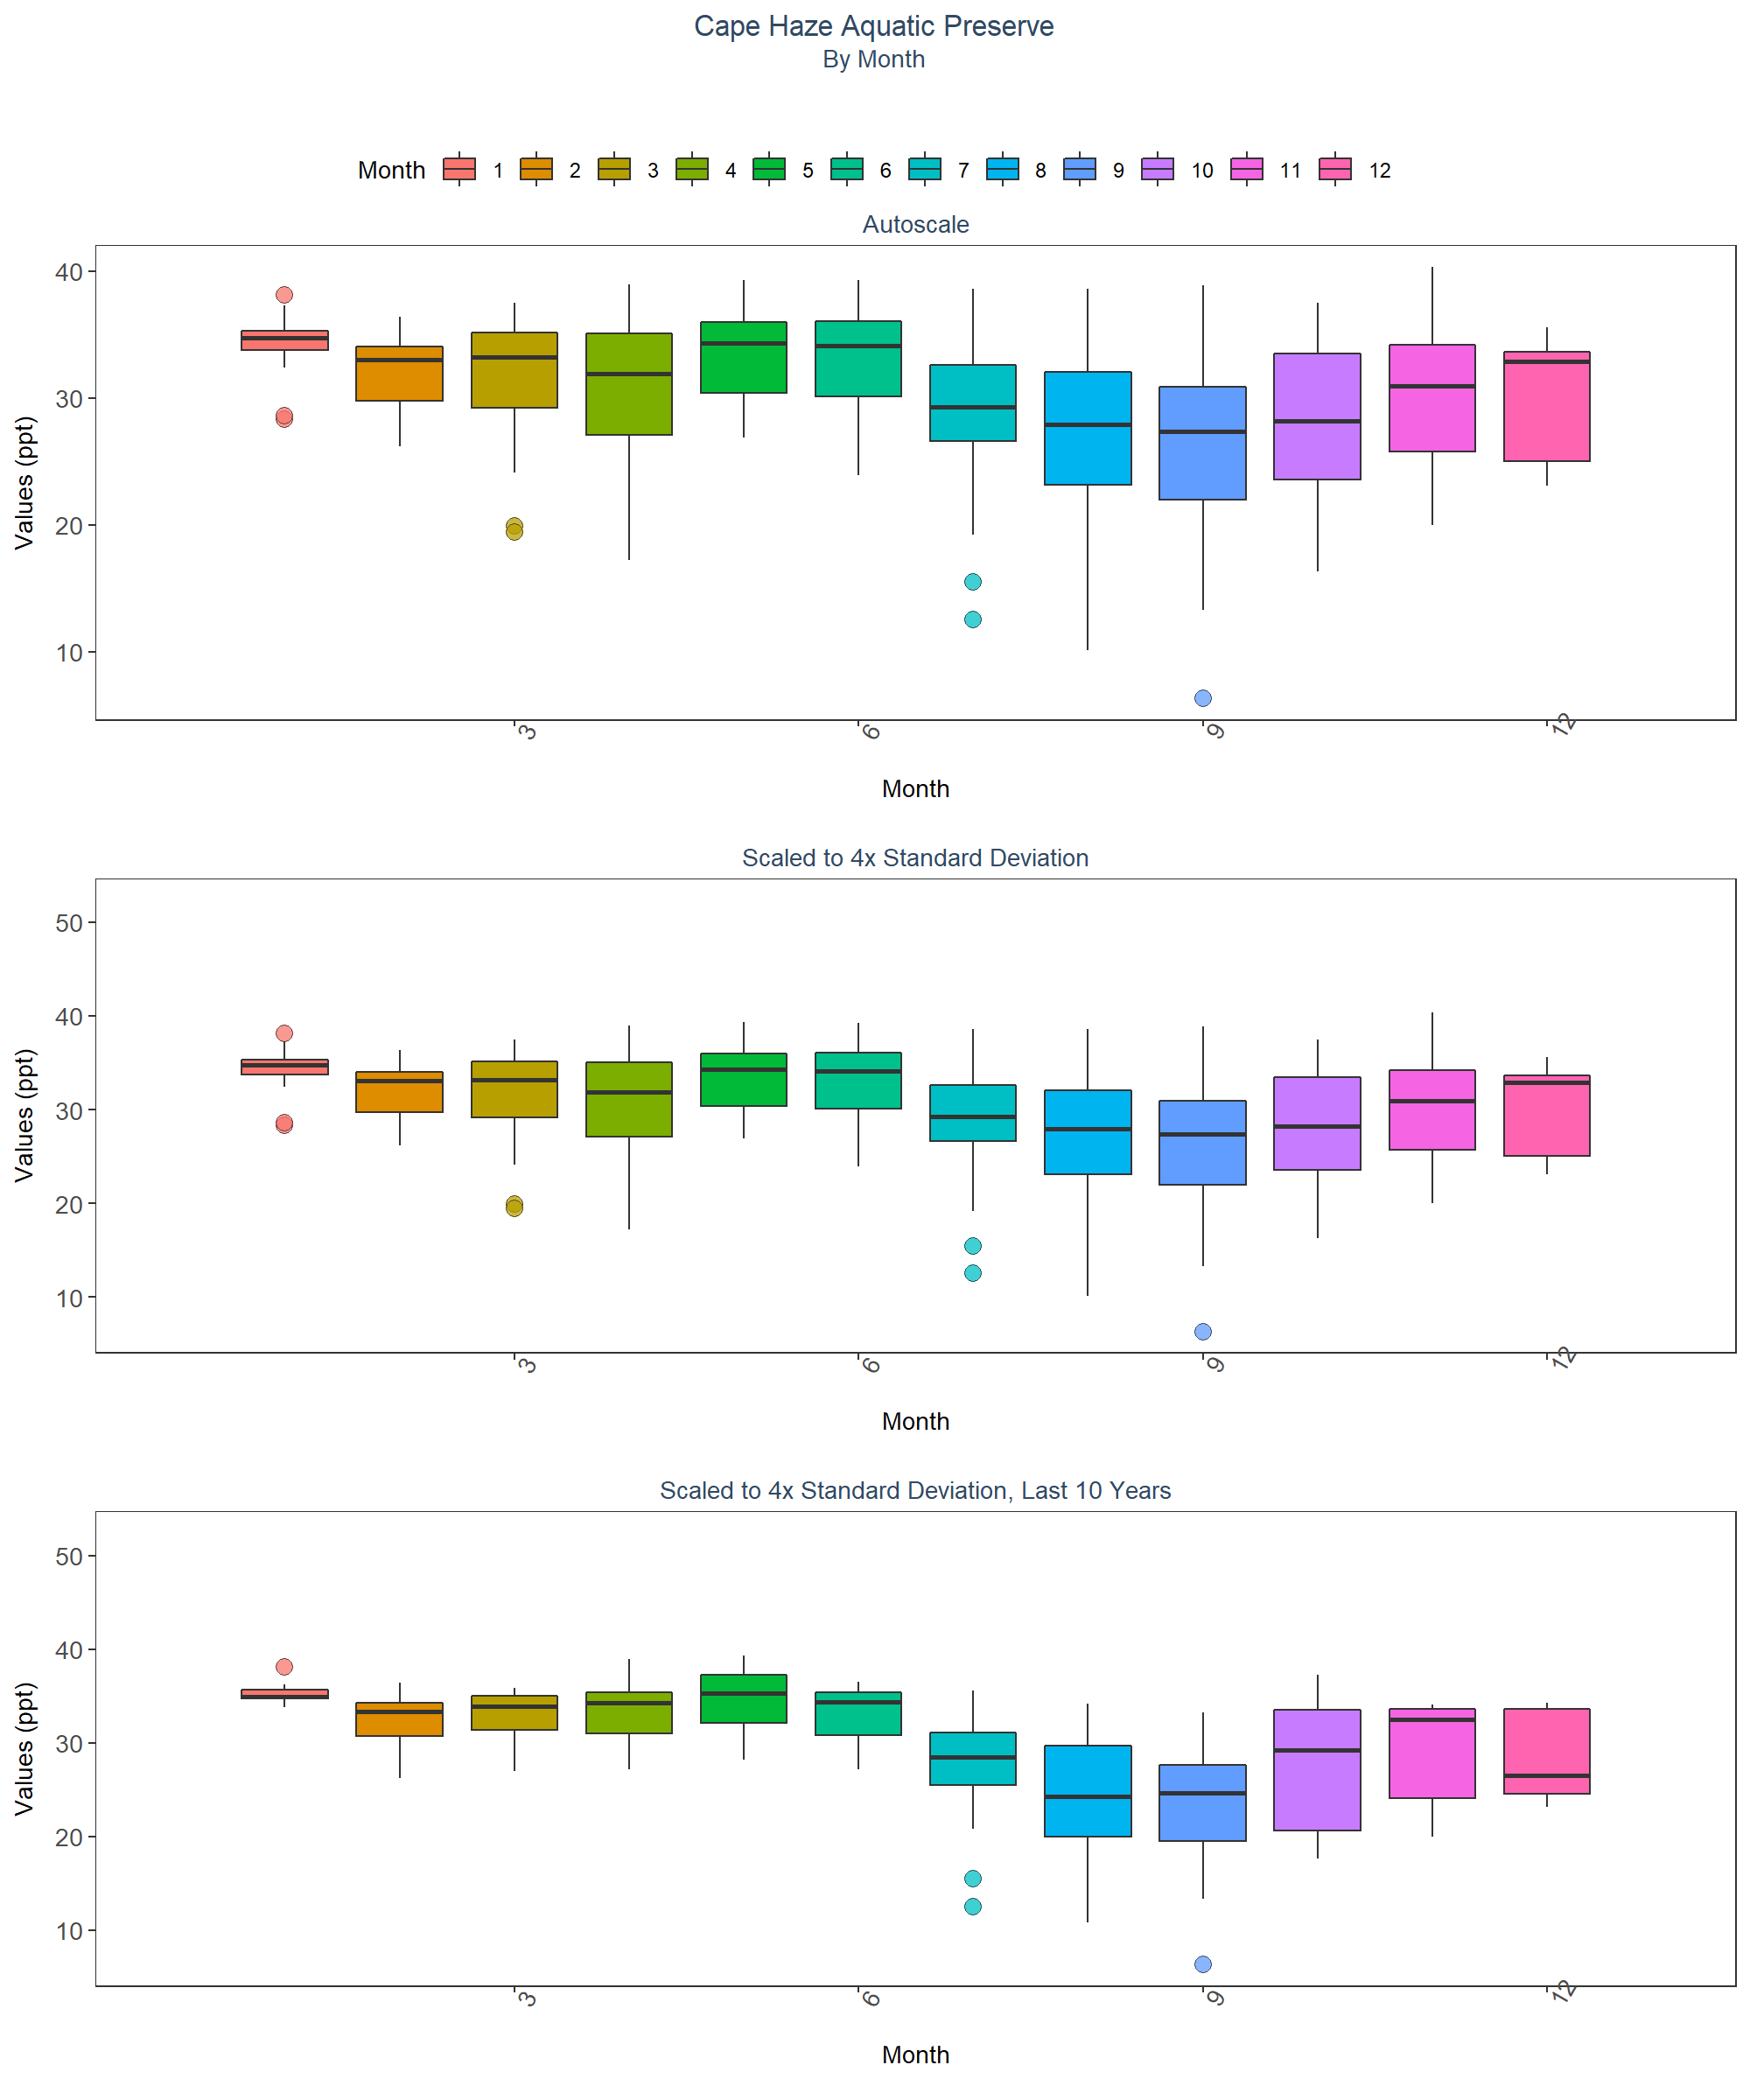 Cape Haze Aquatic Preserve
By Month
Month 1 2 3 4 5 6 7 8 9 10 11 12
Autoscale
Values (ppt)
40
30
20
10
3 6 9 12
Month
Scaled to 4x Standard Deviation
Values (ppt)
50
40
30
20
10
3 6 9 12
Month
Scaled to 4x Standard Deviation, Last 10 Years
Values (ppt)
50
40
30
20
10
3 6 9 12
Month